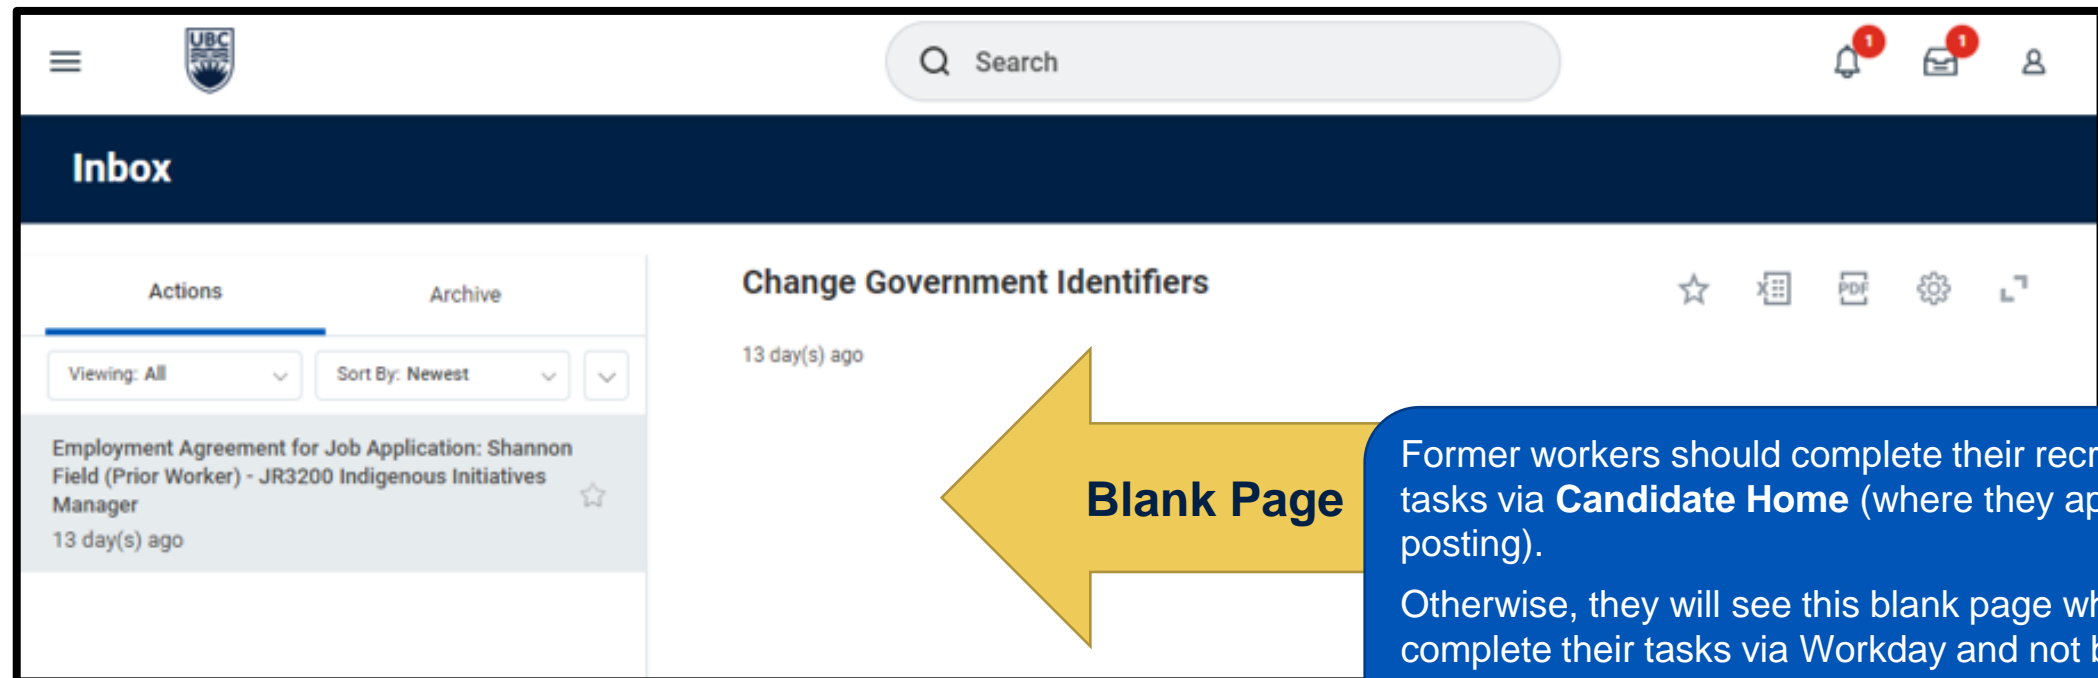 UBC
Search
1
1
Inbox
Actions
Archive
Viewing: All
Sort By: Newest
Employment Agreement for Job Application: Shannon
Field (Prior Worker) - JR3200 Indigenous Initiatives
Manager
13 day(s) ago
Change Government Identifiers
PDF
13 day(s) ago
Blank Page
Former workers should complete their
tasks via Candidate Home (where they
posting).
Otherwise, they will see this blank page
complete their tasks via Workday and not